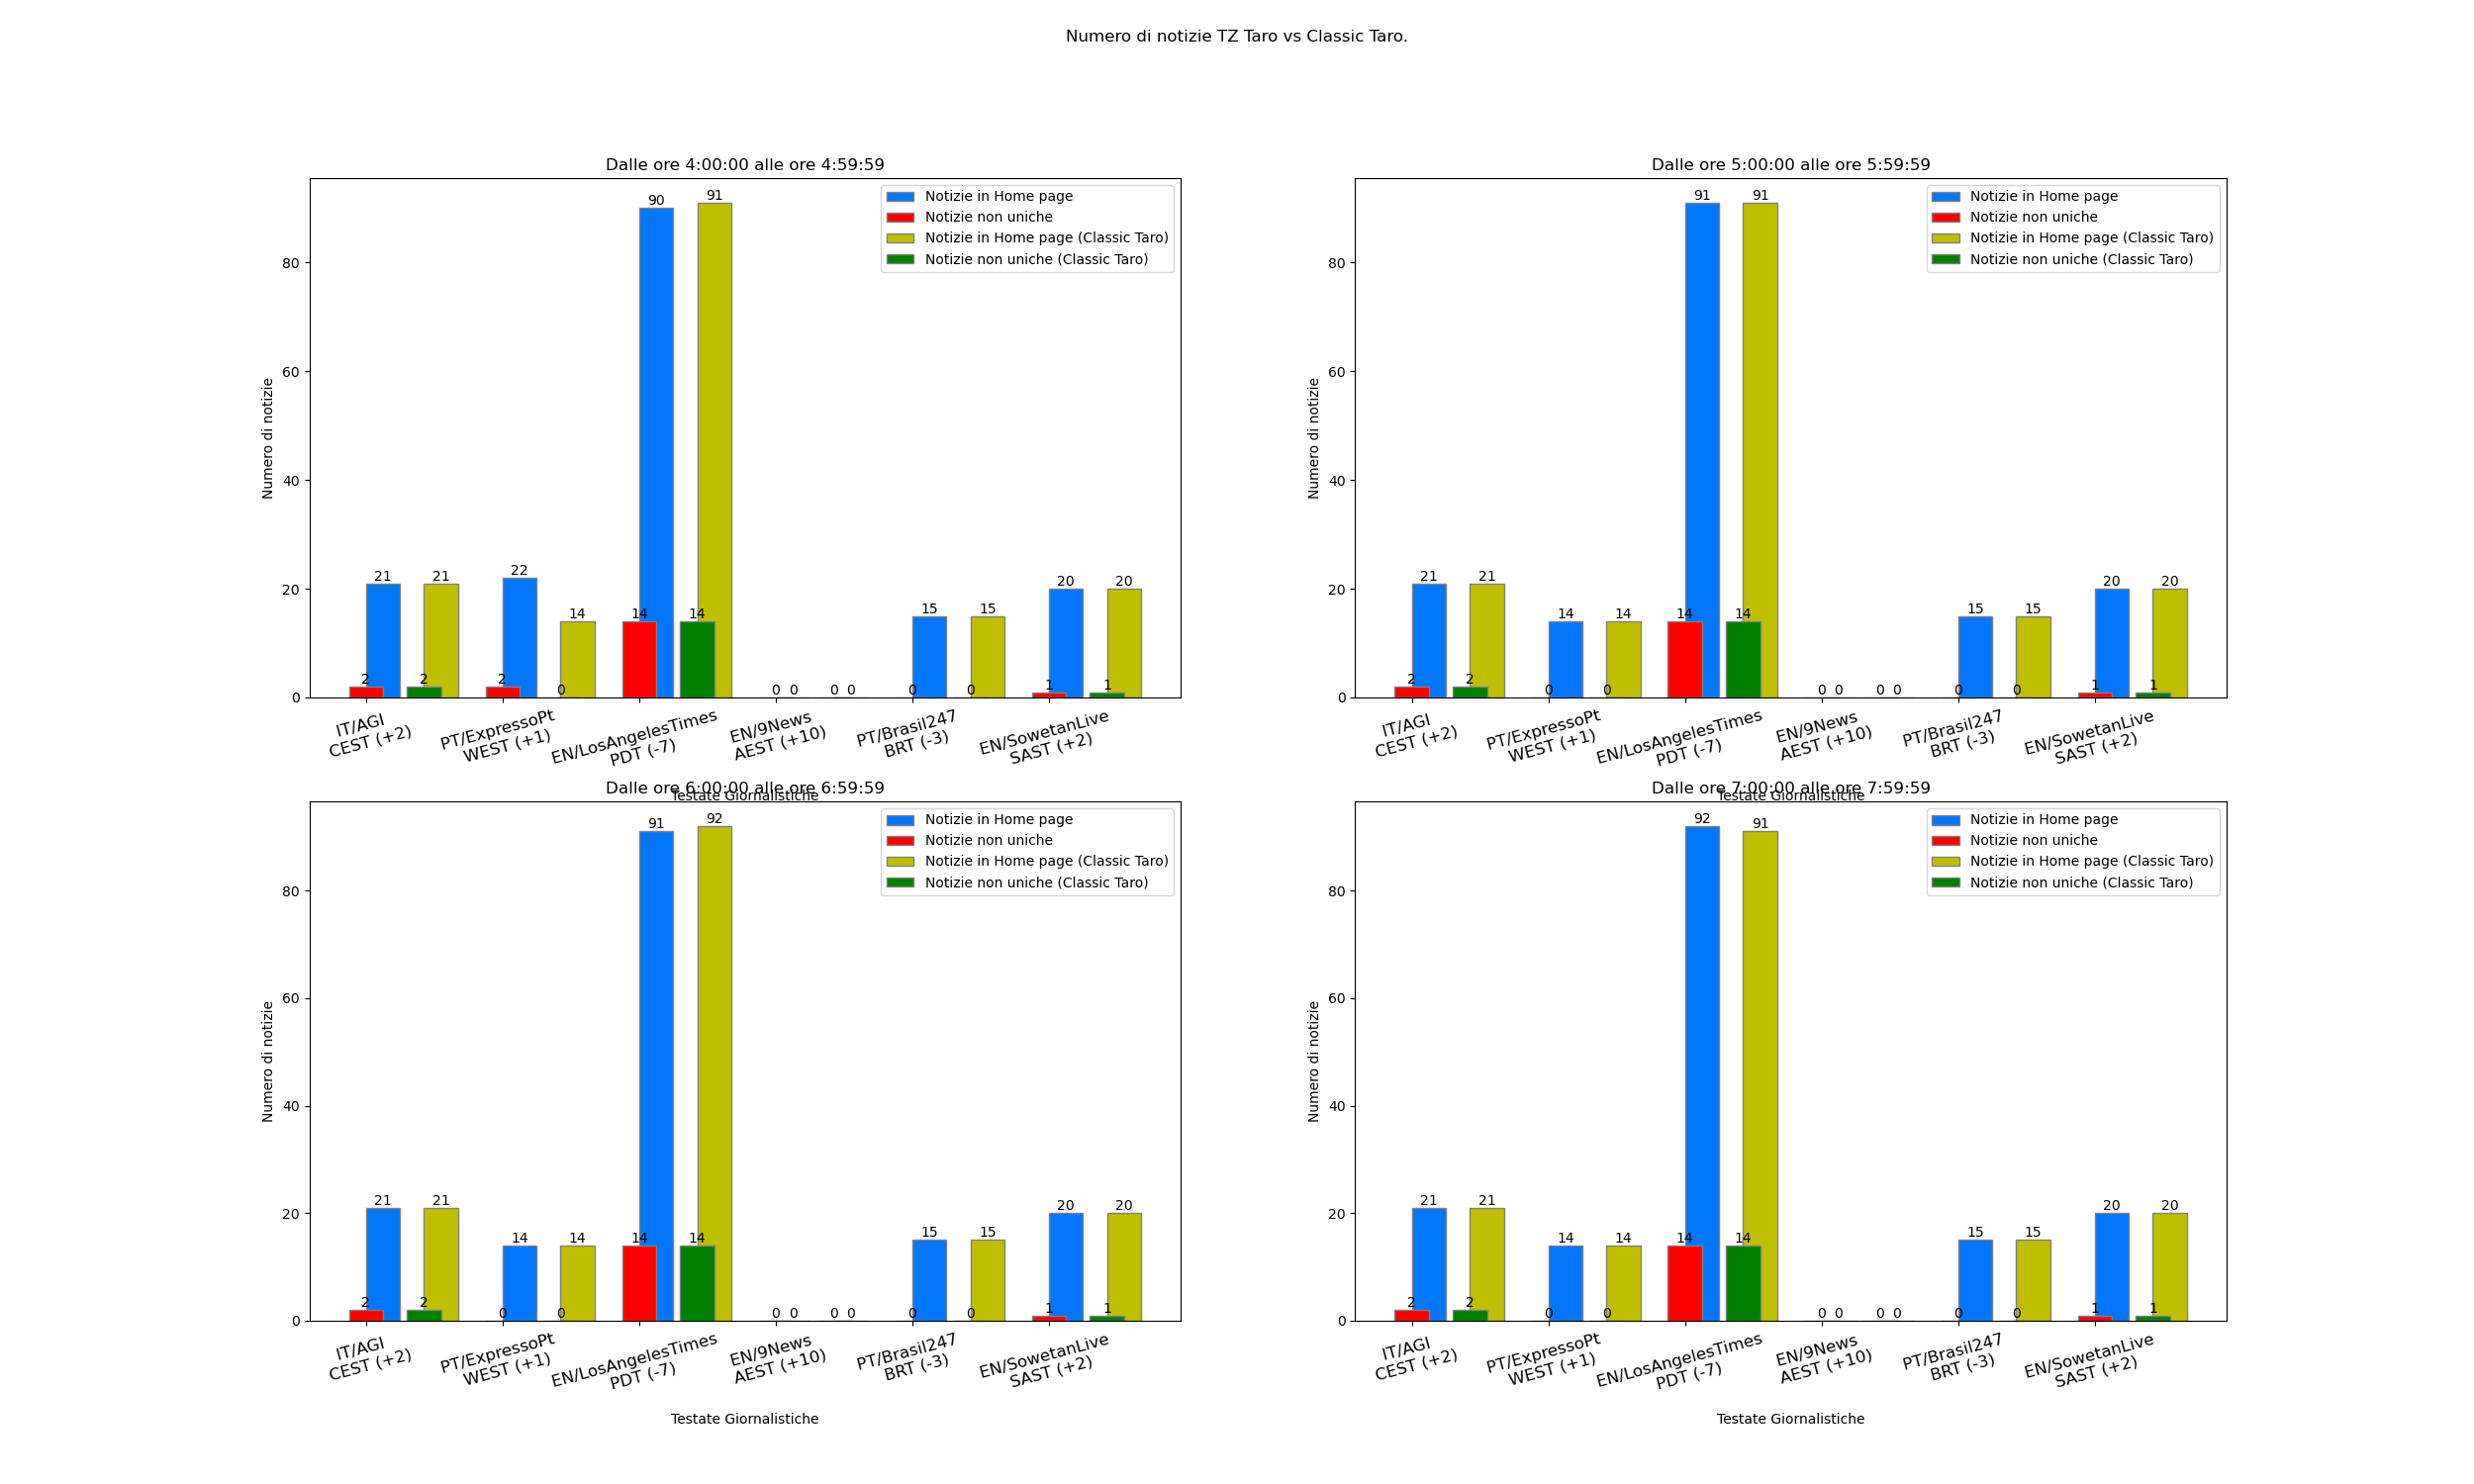 Numero di notizie TZ Taro vs Classic Taro.
Dalle ore 4:00:00 alle ore 4:59:59
Notizie in Home page
Notizie non uniche
Notizie in Home page (Classic Taro)
Notizie non uniche (Classic Taro)
Numero di notizie
80
60
40
20
0
90 91
21 21 22 14 14 14 15 15 20 20
2 2 2 0 0 0 0 0 0 0 1 1
IT/AGI
CEST (+2)
PT/ExpressoPt
WEST (+1)
EN/LosAngelesTimes
PDT (-7)
EN/9News
AEST (+10)
PT/Brasil247
BRT (-3)
EN/SowetanLive
SAST (+2)
Testate Giornalistiche
Dalle ore 5:00:00 alle ore 5:59:59
Notizie in Home page
Notizie non uniche
Notizie in Home page (Classic Taro)
Notizie non uniche (Classic Taro)
Numero di notizie
80
60
40
20
0
91 91
21 21 14 14 14 14 15 15 20 20
2 2 0 0 0 0 0 0 0 0 1 1
IT/AGI
CEST (+2)
PT/ExpressoPt
WEST (+1)
EN/LosAngelesTimes
PDT (-7)
EN/9News
AEST (+10)
PT/Brasil247
BRT (-3)
EN/SowetanLive
SAST (+2)
Testate Giornalistiche
Dalle ore 6:00:00 alle ore 6:59:59
Notizie in Home page
Notizie non uniche
Notizie in Home page (Classic Taro)
Notizie non uniche (Classic Taro)
Numero di notizie
80
60
40
20
0
91 92
21 21 14 14 14 14 15 15 20 20
2 2 0 0 0 0 0 0 0 0 1 1
IT/AGI
CEST (+2)
PT/ExpressoPt
WEST (+1)
EN/LosAngelesTimes
PDT (-7)
EN/9News
AEST (+10)
PT/Brasil247
BRT (-3)
EN/SowetanLive
SAST (+2)
Testate Giornalistiche
Dalle ore 7:00:00 alle ore 7:59:59
Notizie in Home page
Notizie non uniche
Notizie in Home page (Classic Taro)
Notizie non uniche (Classic Taro)
Numero di notizie
80
60
40
20
0
92 91
21 21 14 14 14 14 15 15 20 20
2 2 0 0 0 0 0 0 0 0 1 1
IT/AGI
CEST (+2)
PT/ExpressoPt
WEST (+1)
EN/LosAngelesTimes
PDT (-7)
EN/9News
AEST (+10)
PT/Brasil247
BRT (-3)
EN/SowetanLive
SAST (+2)
Testate Giornalistiche